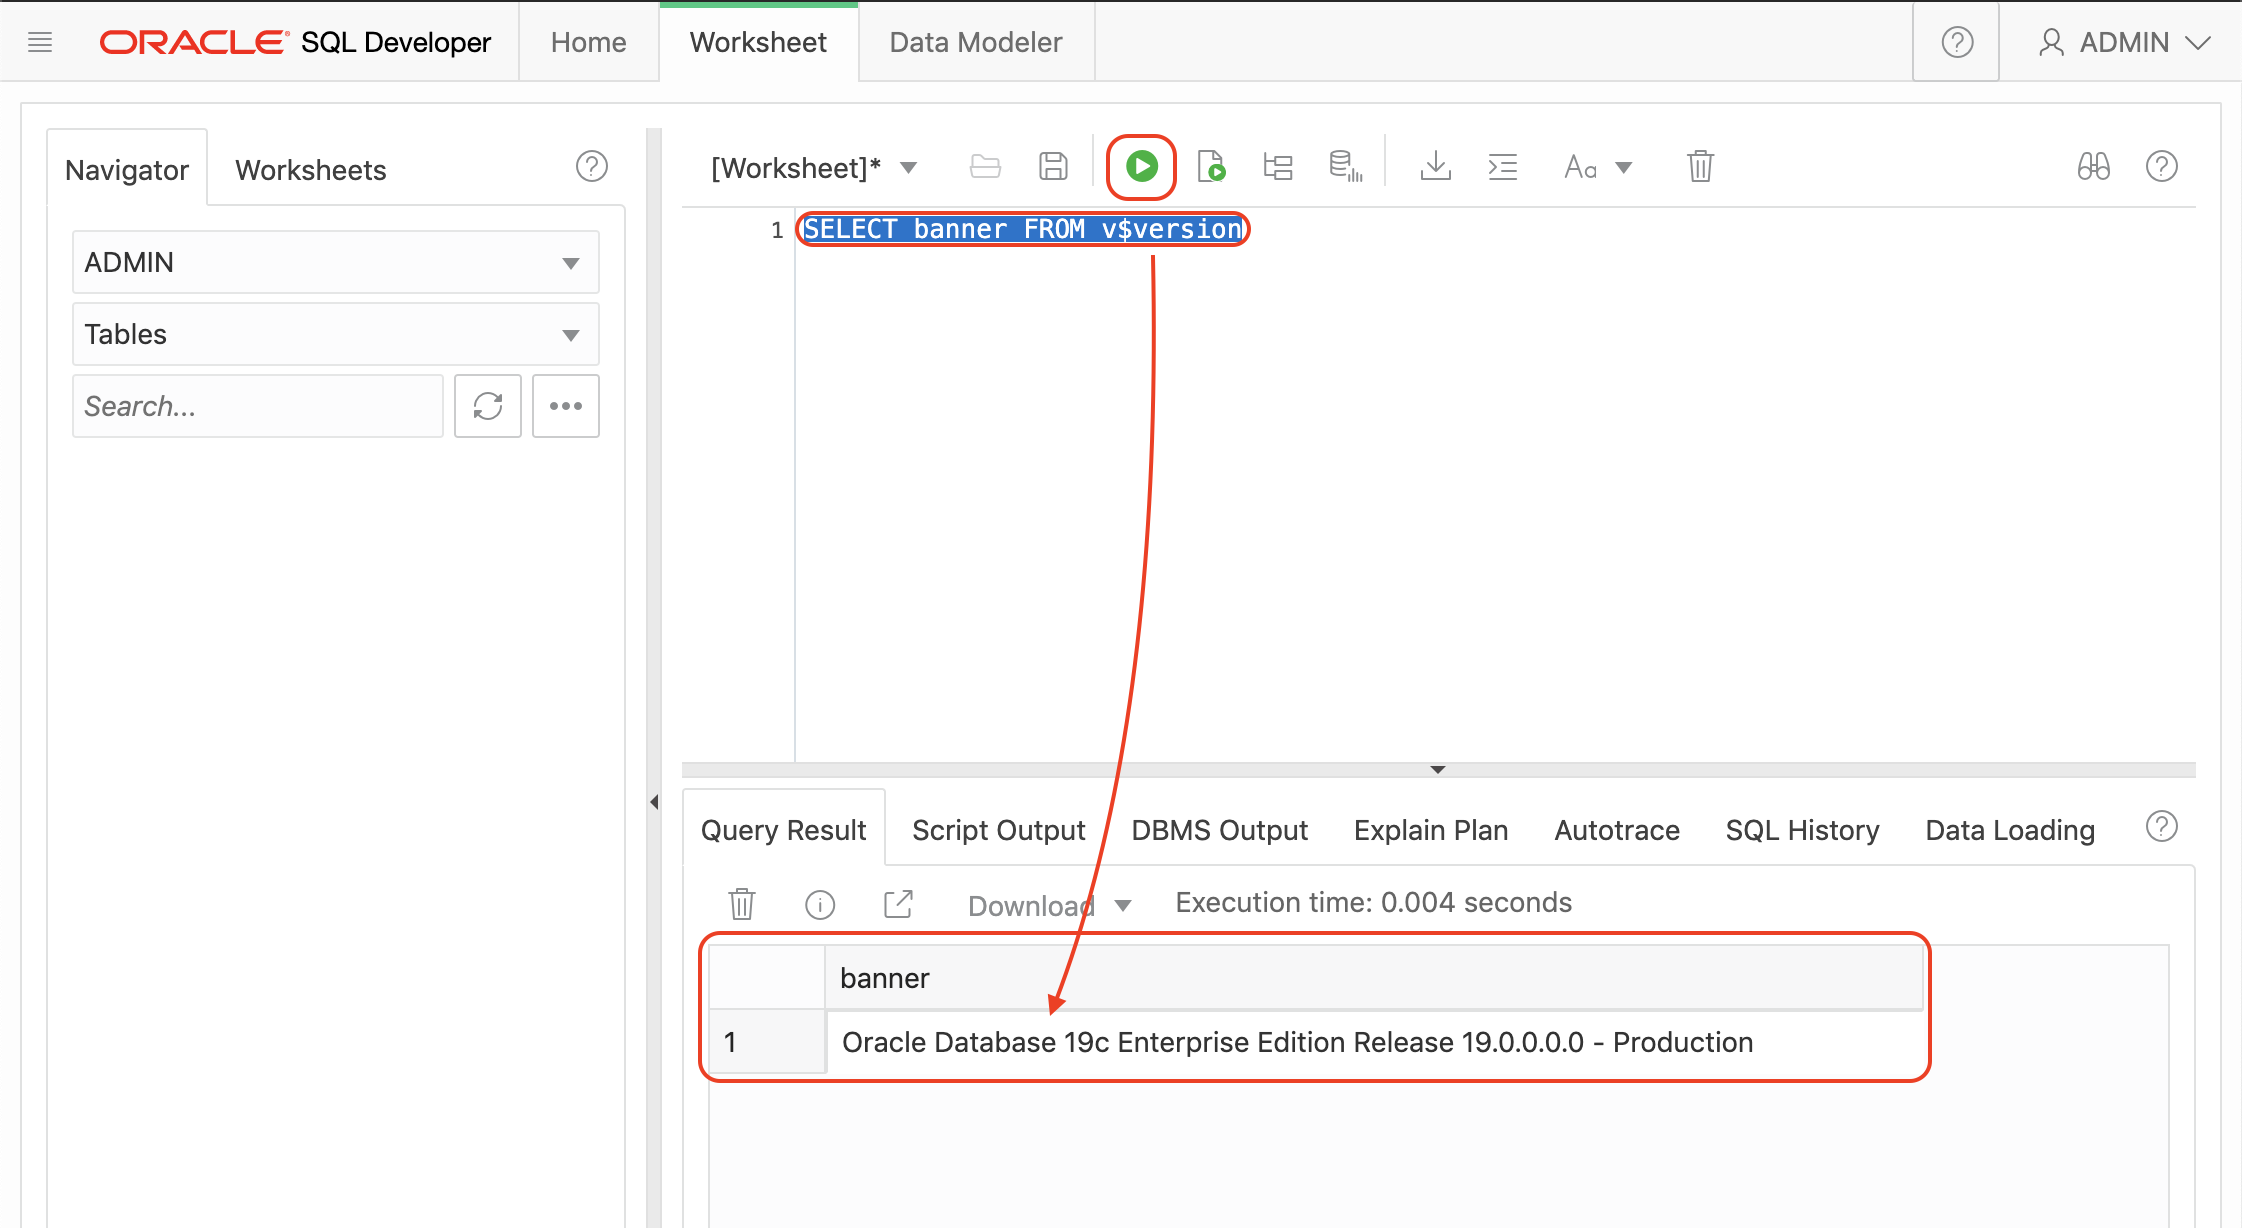 ORACLE SQL Developer
Home
Worksheet
Data Modeler
ADMIN
Navigator
Worksheets
ADMIN
Tables
Search...
[Worksheet]*
Aa
1
SELECT banner FROM v$version
Query Result
Script Output
DBMS Output
Explain Plan
Autotrace
SQL History
Data Loading
Download
Execution time: 0.004 seconds
banner
1
Oracle Database 19c Enterprise Edition Release 19.0.0.0.0 - Production